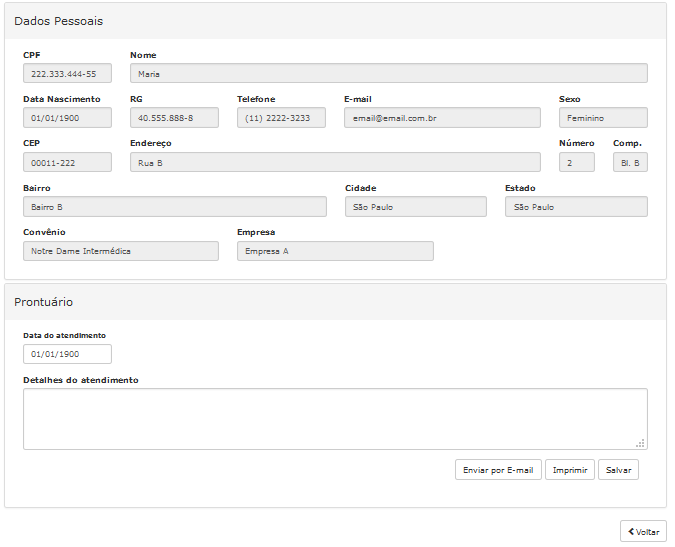 Dados Pessoais
CPF Nome
222.333.444-55 Maria
Data Nascimento RG Telefone E-mail Sexo
01/01/1900 40.555.888-8 (11) 2222-3233 email@email.com.br Feminino
CEP Endereço Número Comp.
00011-222 Rua B 2 Bl. B
Bairro Cidade Estado
Bairro B São Paulo São Paulo
Convênio Empresa
Notre Dame Intermédica Empresa A
Prontuário
Data do atendimento
01/01/1900
Detalhes do atendimento
Enviar por E-mail Imprimir Salvar
Voltar